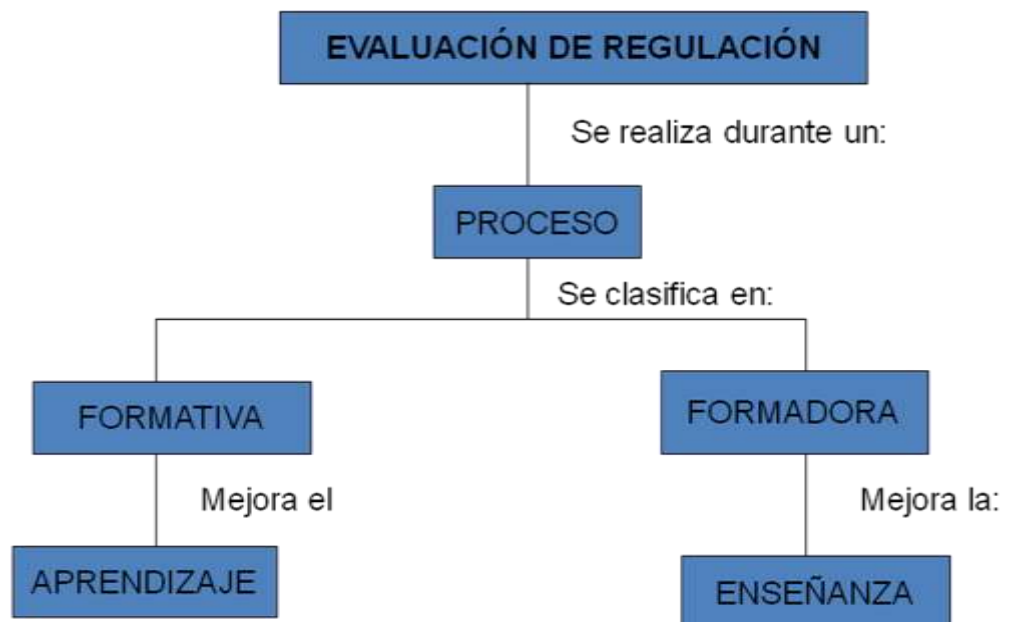 EVALUACIÓN DE REGULACIÓN
Se realiza durante un:
PROCESO
Se clasifica en:
FORMATIVA
FORMADORA
Mejora el
Mejora la:
APRENDIZAJE
ENSEÑANZA